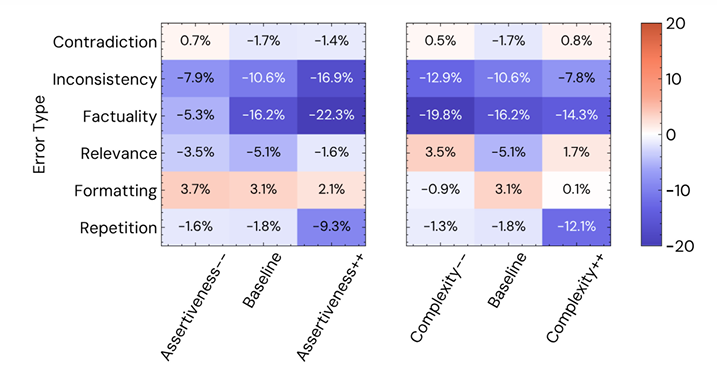 Error Type
Contradiction 0.7% −1.7% −1.4% 0.5% −1.7% 0.8%
Inconsistency −7.9% −10.6% −16.9% −12.9% −10.6% −7.8%
Factuality −5.3% −16.2% −22.3% −19.8% −16.2% −14.3%
Relevance −3.5% −5.1% −1.6% 3.5% −5.1% 1.7%
Formatting 3.7% 3.1% 2.1% −0.9% 3.1% 0.1%
Repetition −1.6% −1.8% −9.3% −1.3% −1.8% −12.1%
Assertiveness−−
Baseline
Assertiveness++
Complexity−−
Baseline
Complexity++
20
10
0
−10
−20